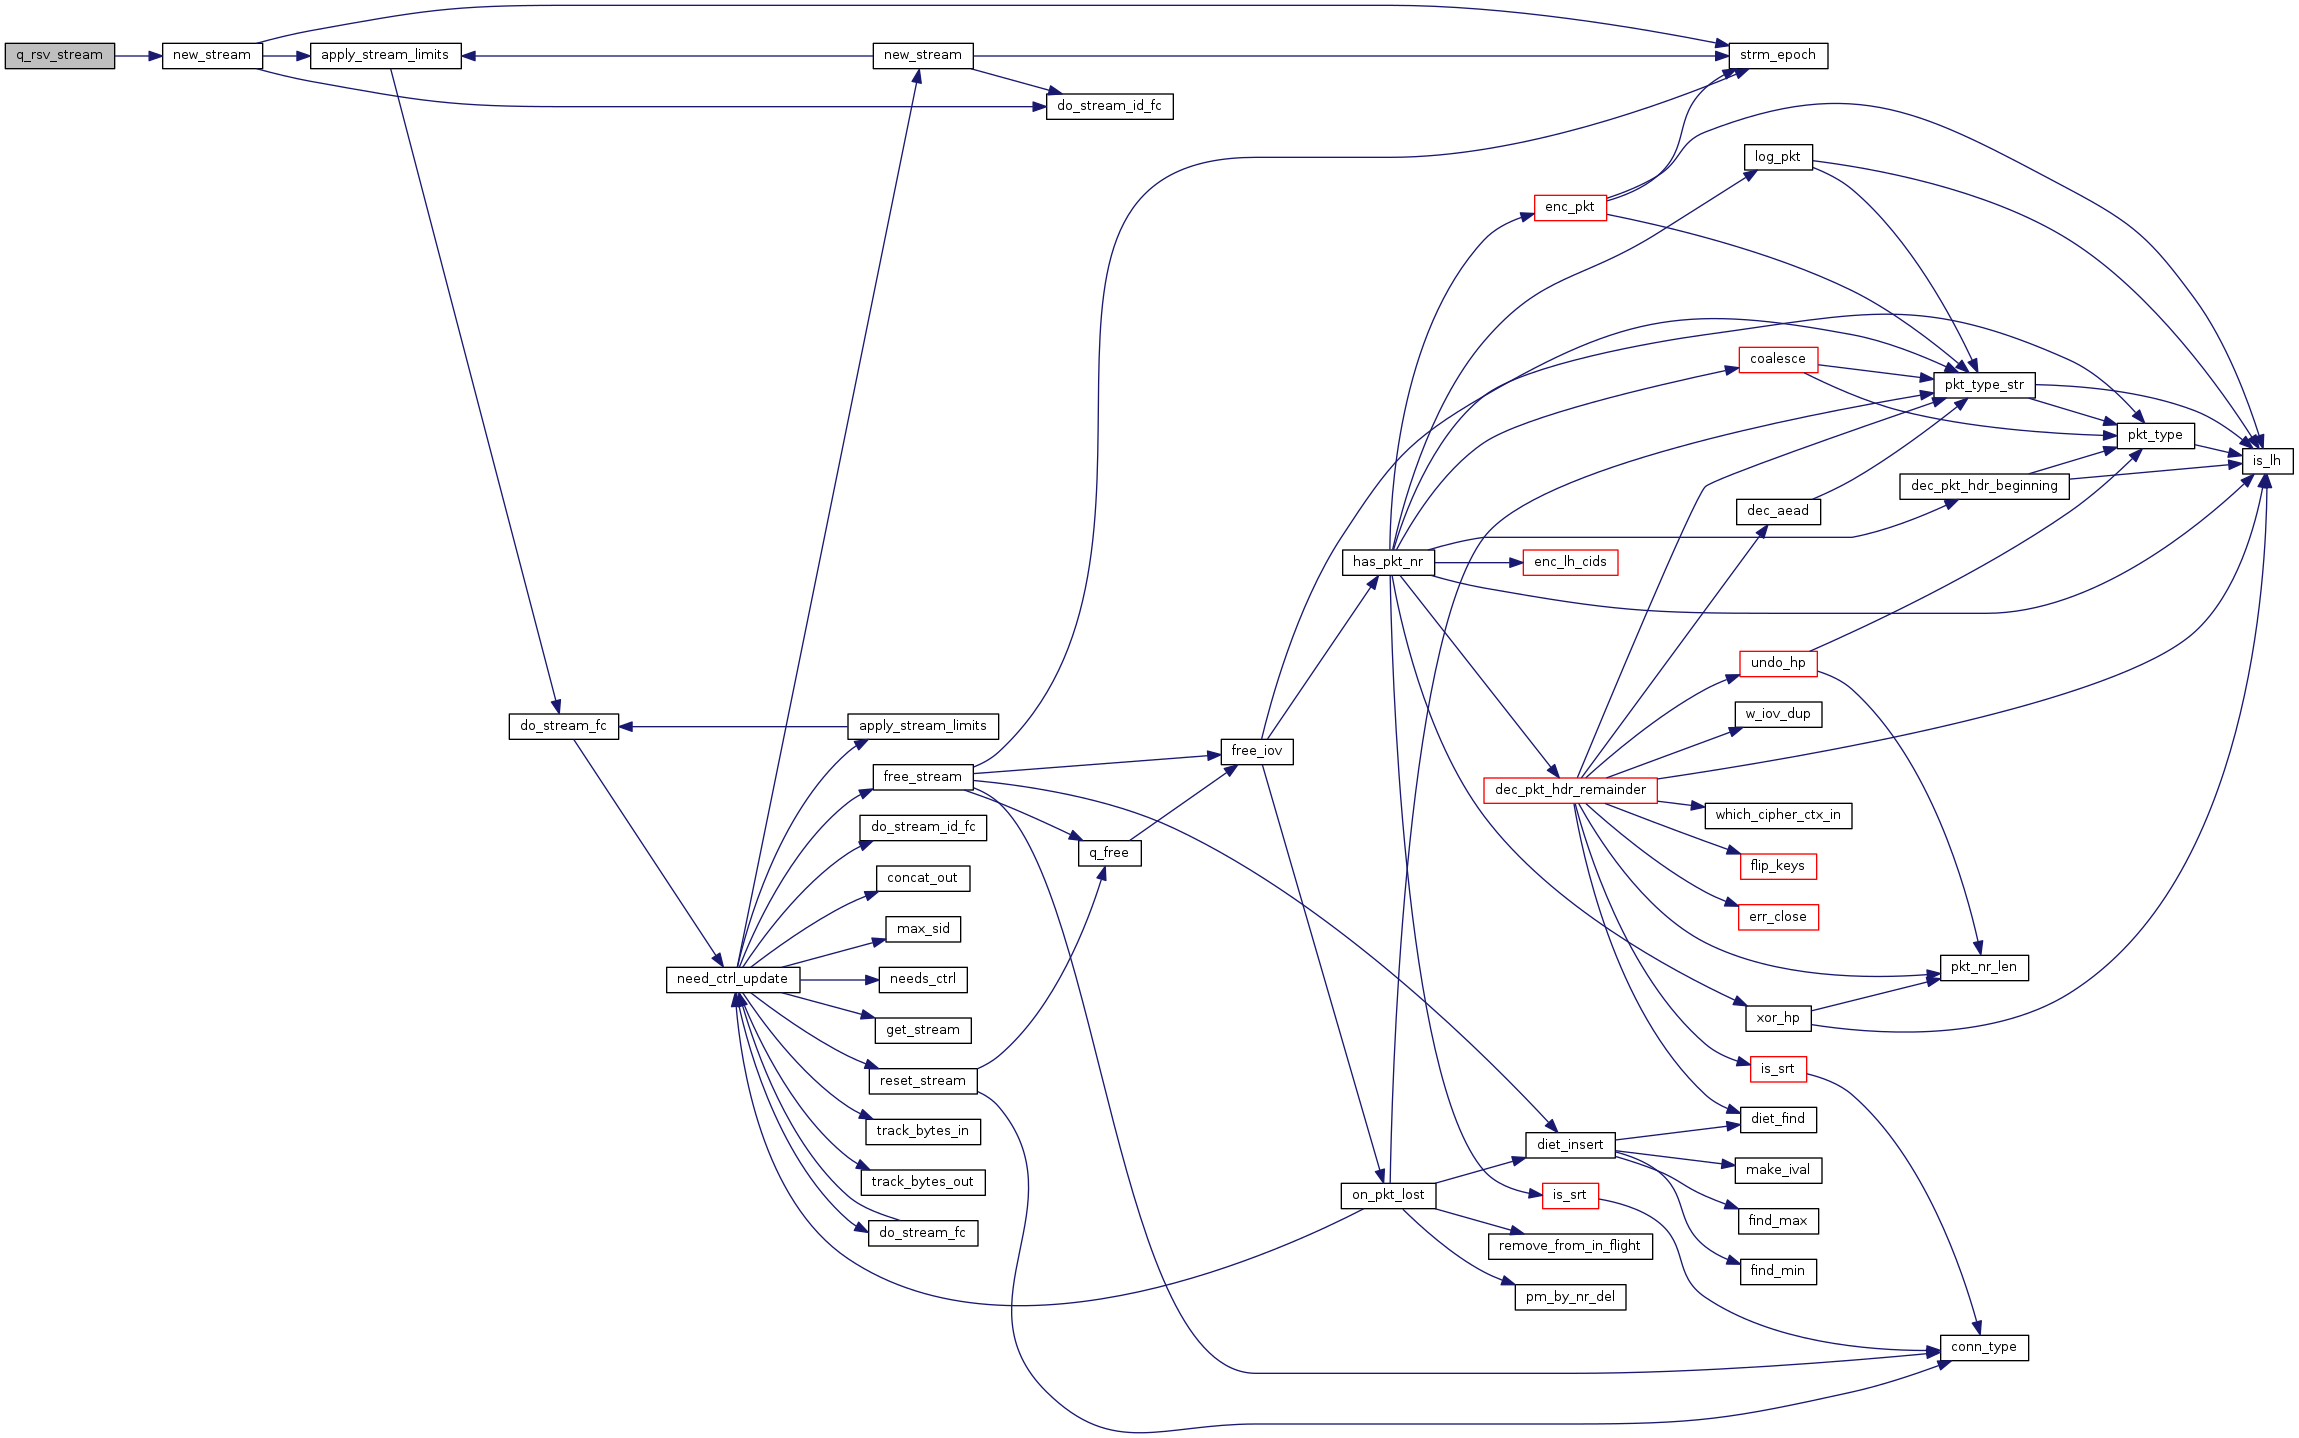 q_rsv_stream
new_stream
apply_stream_limits
new_stream
strm_epoch
do_stream_id_fc
log_pkt
enc_pkt
coalesce
pkt_type_str
pkt_type
is_lh
dec_pkt_hdr_beginning
dec_aead
has_pkt_nr
enc_lh_cids
undo_hp
w_iov_dup
do_stream_fc
apply_stream_limits
free_iov
free_stream
dec_pkt_hdr_remainder
which_cipher_ctx_in
do_stream_id_fc
q_free
flip_keys
concat_out
err_close
max_sid
pkt_nr_len
need_ctrl_update
needs_ctrl
xor_hp
get_stream
is_srt
reset_stream
diet_find
track_bytes_in
diet_insert
make_ival
track_bytes_out
on_pkt_lost
is_srt
find_max
do_stream_fc
remove_from_in_flight
find_min
pm_by_nr_del
conn_type